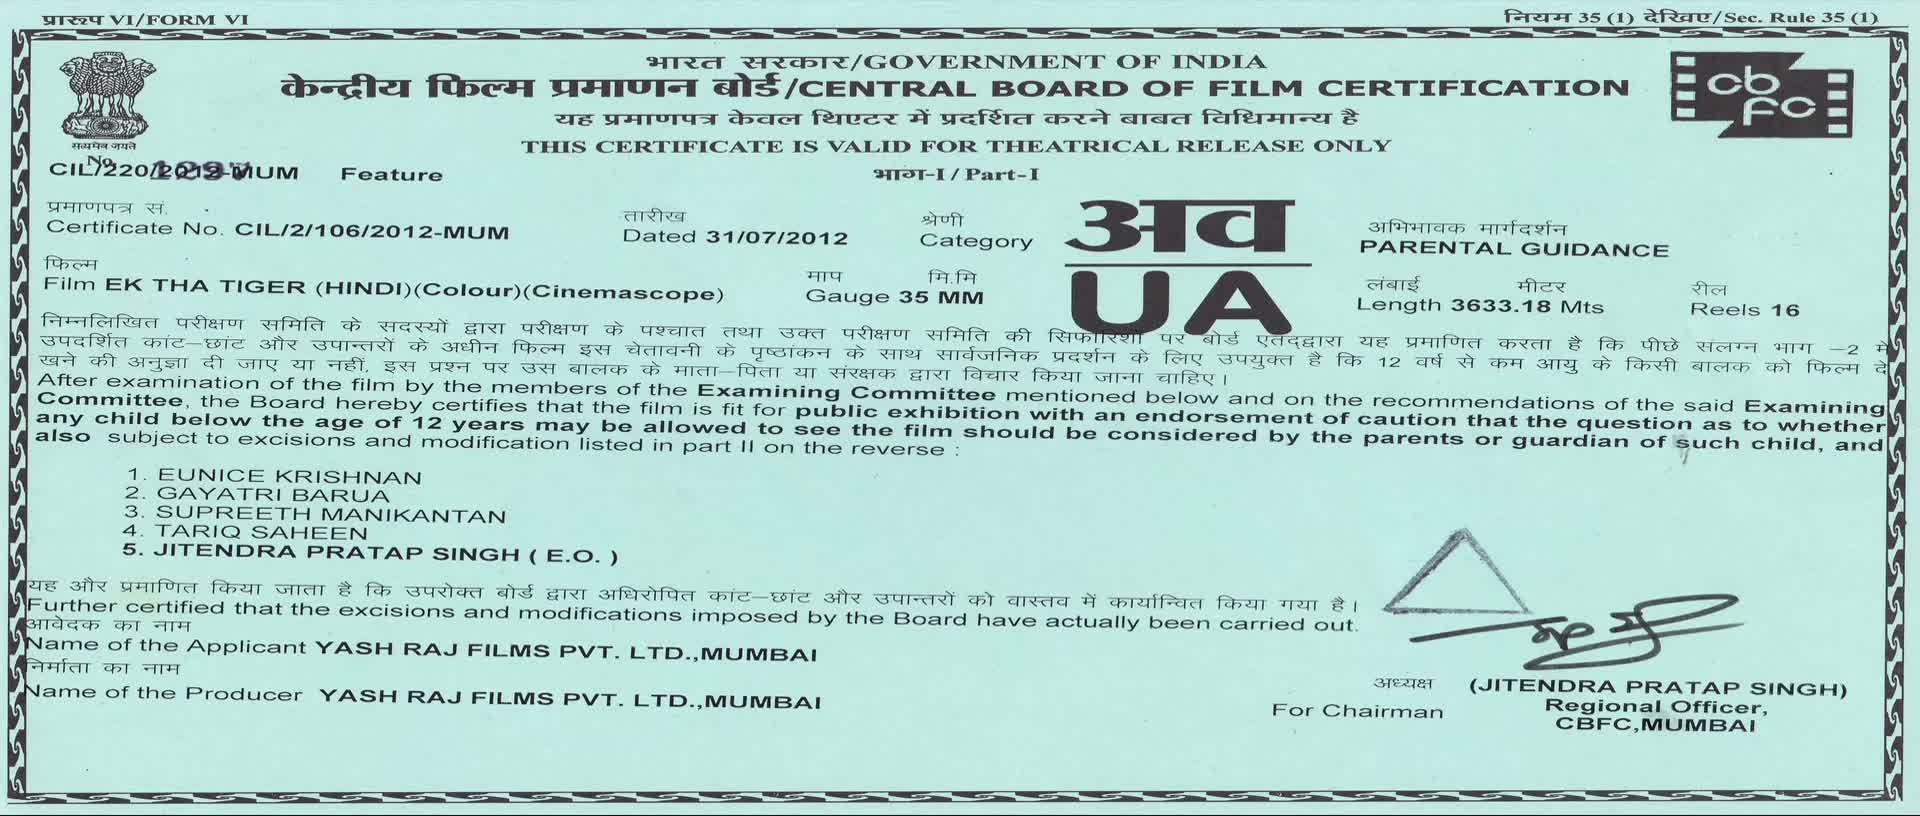 प्रारूप VI/FORM VI
नियम 35 (1) देखिए/Sec. Rule 35 (1)
भारत सरकार/GOVERNMENT OF INDIA
केन्द्रीय फिल्म प्रमाणन बोर्ड/CENTRAL BOARD OF FILM CERTIFICATION
यह प्रमाणपत्र केवल थिएटर में प्रदर्शित करने बाबत विधिमान्य है
THIS CERTIFICATE IS VALID FOR THEATRICAL RELEASE ONLY
cb
fc
सत्यमेव जयते
No.
CIL/220/2012-MUM Feature
भाग-I / Part-I
प्रमाणपत्र सं.
Certificate No. CIL/2/106/2012-MUM
तारीख
Dated 31/07/2012
श्रेणी
Category
अव
UA
अभिभावक मार्गदर्शन
PARENTAL GUIDANCE
फिल्म
Film EK THA TIGER (HINDI)(Colour)(Cinemascope)
माप मि.मि
Gauge 35 MM
लंबाई मीटर
Length 3633.18 Mts
रील
Reels 16
निम्नलिखित परीक्षण समिति के सदस्यों द्वारा परीक्षण के पश्चात तथा उक्त परीक्षण समिति की सिफारिशों पर बोर्ड एतद्द्वारा यह प्रमाणित करता है कि पीछे संलग्न भाग –2 में
उपदर्शित कांट–छांट और उपान्तरों के अधीन फिल्म इस चेतावनी के पृष्ठांकन के साथ सार्वजनिक प्रदर्शन के लिए उपयुक्त है कि 12 वर्ष से कम आयु के किसी बालक को फिल्म दे
खने की अनुज्ञा दी जाए या नहीं, इस प्रश्न पर उस बालक के माता–पिता या संरक्षक द्वारा विचार किया जाना चाहिए।
After examination of the film by the members of the Examining Committee mentioned below and on the recommendations of the said Examining
Committee, the Board hereby certifies that the film is fit for public exhibition with an endorsement of caution that the question as to whether
any child below the age of 12 years may be allowed to see the film should be considered by the parents or guardian of such child, and
also subject to excisions and modification listed in part II on the reverse :
1. EUNICE KRISHNAN
2. GAYATRI BARUA
3. SUPREETH MANIKANTAN
4. TARIQ SAHEEN
5. JITENDRA PRATAP SINGH ( E.O. )
यह और प्रमाणित किया जाता है कि उपरोक्त बोर्ड द्वारा अधिरोपित कांट–छांट और उपान्तरों को वास्तव में कार्यान्वित किया गया है।
Further certified that the excisions and modifications imposed by the Board have actually been carried out.
आवेदक का नाम
Name of the Applicant YASH RAJ FILMS PVT. LTD.,MUMBAI
निर्माता का नाम
Name of the Producer YASH RAJ FILMS PVT. LTD.,MUMBAI
अध्यक्ष
For Chairman
(JITENDRA PRATAP SINGH)
Regional Officer,
CBFC,MUMBAI